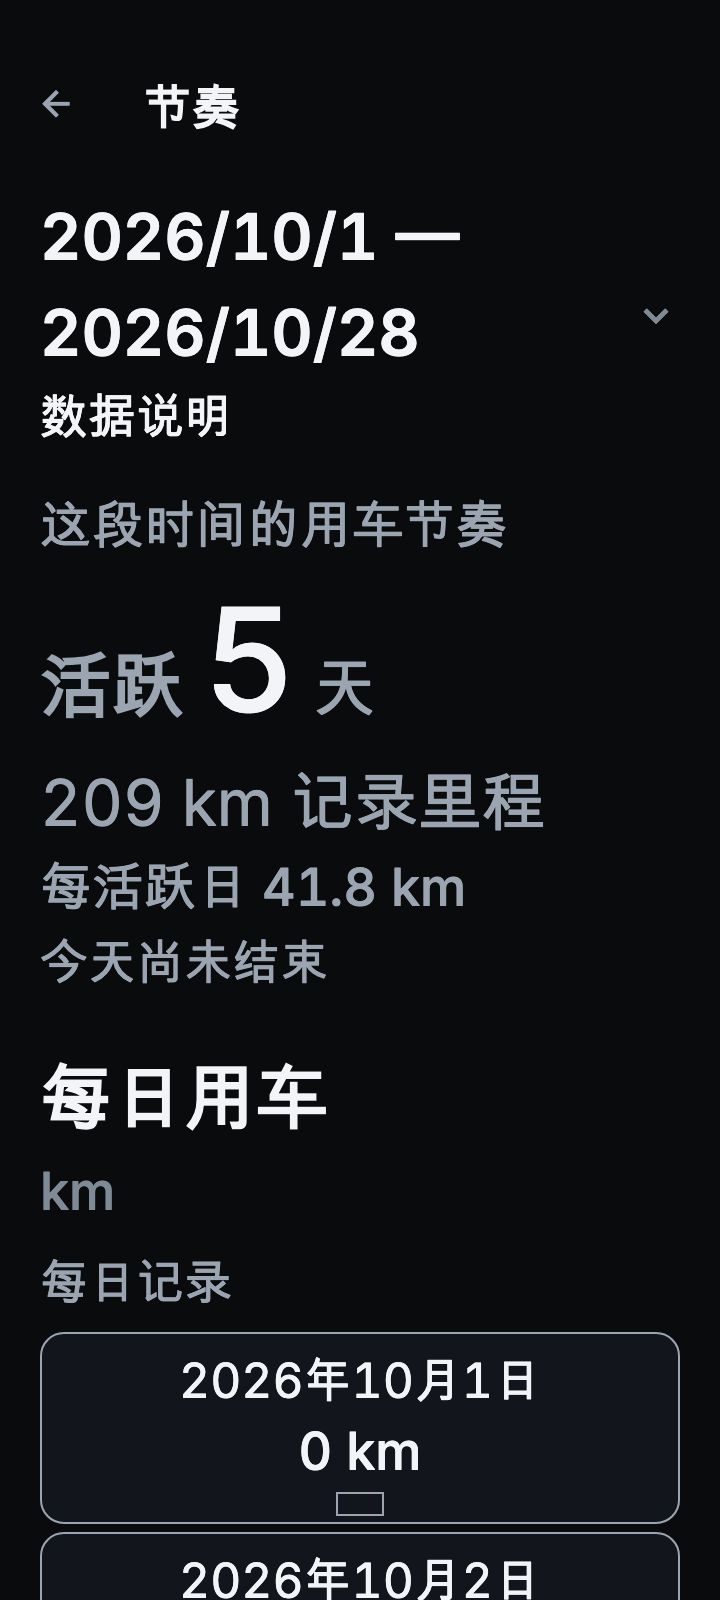 节奏
2026/10/1 —
2026/10/28
数据说明
这段时间的用车节奏
活跃 5 天
209 km 记录里程
每活跃日 41.8 km
今天尚未结束
每日用车
km
每日记录
2026年10月1日
0 km
2026年10月2日